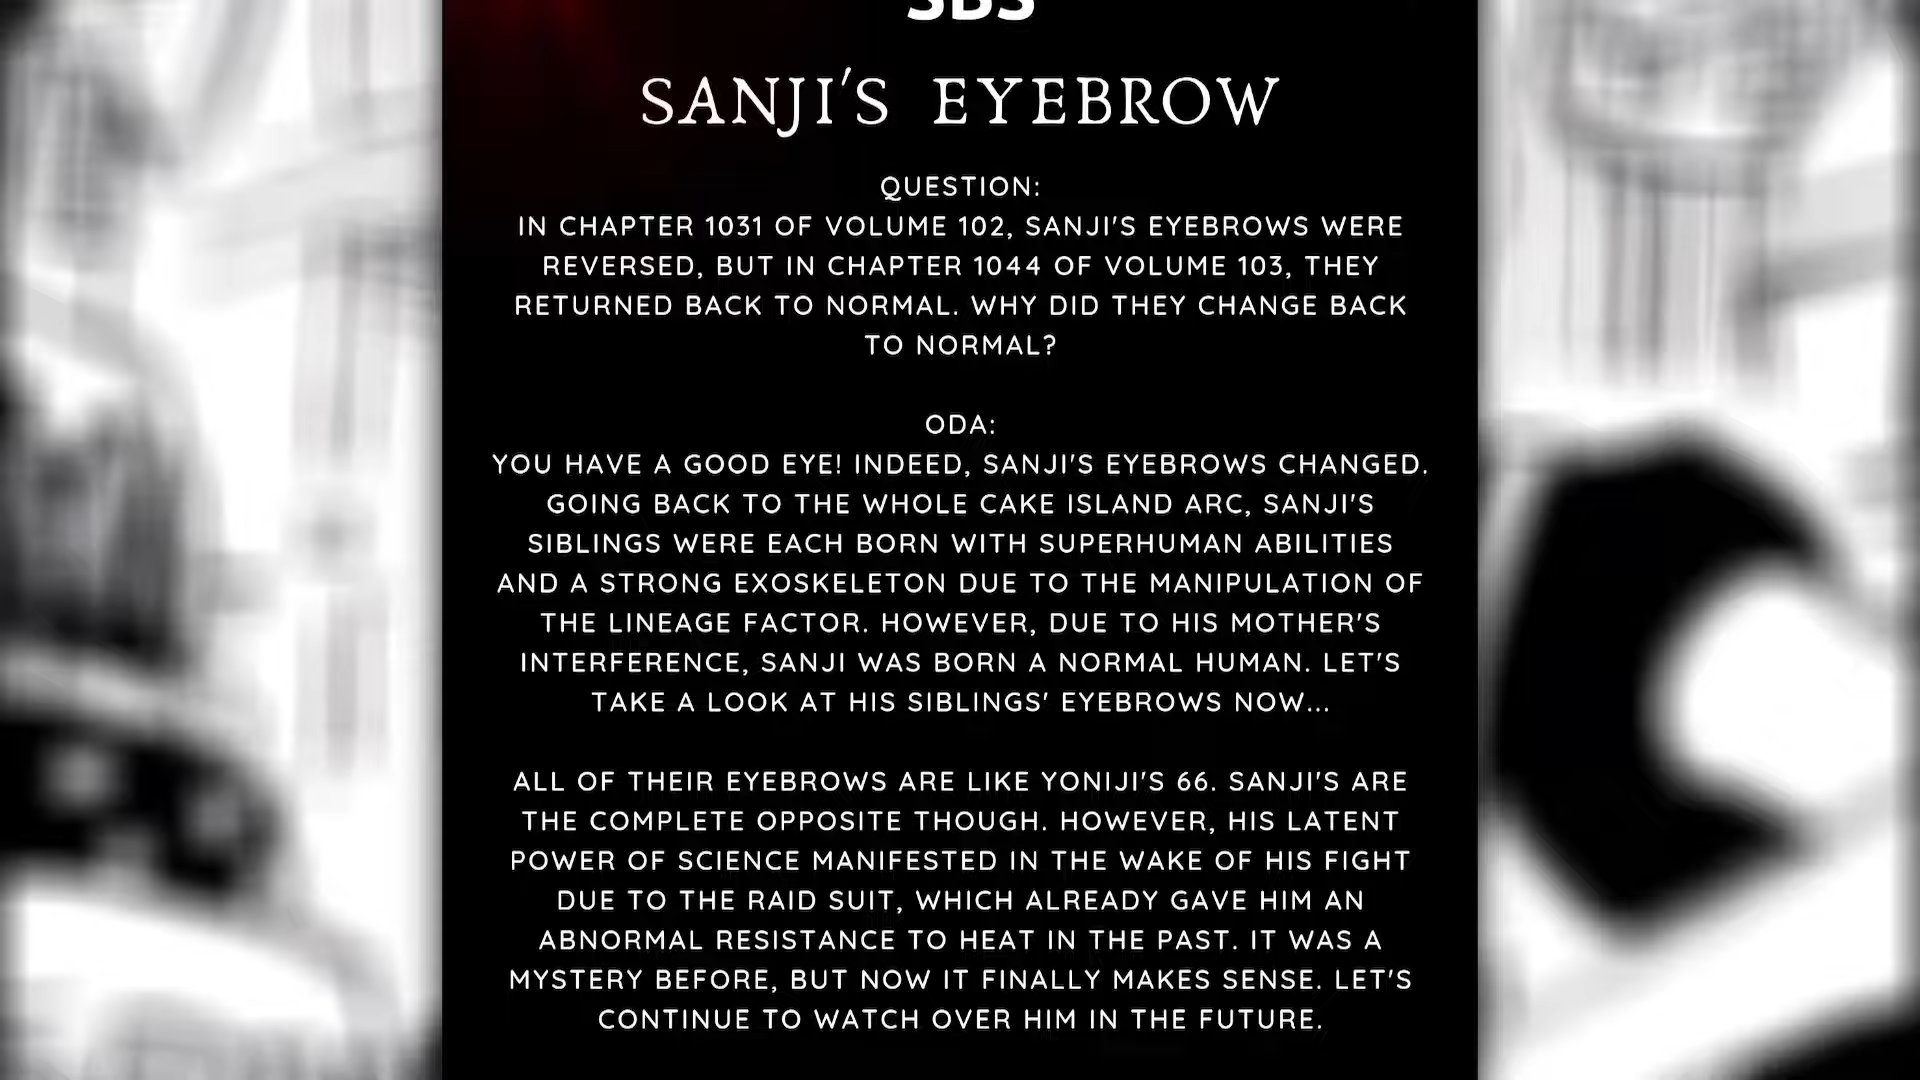 SBS
SANJI'S EYEBROW
QUESTION:
IN CHAPTER 1031 OF VOLUME 102, SANJI'S EYEBROWS WERE
REVERSED, BUT IN CHAPTER 1044 OF VOLUME 103, THEY
RETURNED BACK TO NORMAL. WHY DID THEY CHANGE BACK
TO NORMAL?
ODA:
YOU HAVE A GOOD EYE! INDEED, SANJI'S EYEBROWS CHANGED.
GOING BACK TO THE WHOLE CAKE ISLAND ARC, SANJI'S
SIBLINGS WERE EACH BORN WITH SUPERHUMAN ABILITIES
AND A STRONG EXOSKELETON DUE TO THE MANIPULATION OF
THE LINEAGE FACTOR. HOWEVER, DUE TO HIS MOTHER'S
INTERFERENCE, SANJI WAS BORN A NORMAL HUMAN. LET'S
TAKE A LOOK AT HIS SIBLINGS' EYEBROWS NOW...
ALL OF THEIR EYEBROWS ARE LIKE YONIJI'S 66. SANJI'S ARE
THE COMPLETE OPPOSITE THOUGH. HOWEVER, HIS LATENT
POWER OF SCIENCE MANIFESTED IN THE WAKE OF HIS FIGHT
DUE TO THE RAID SUIT, WHICH ALREADY GAVE HIM AN
ABNORMAL RESISTANCE TO HEAT IN THE PAST. IT WAS A
MYSTERY BEFORE, BUT NOW IT FINALLY MAKES SENSE. LET'S
CONTINUE TO WATCH OVER HIM IN THE FUTURE.